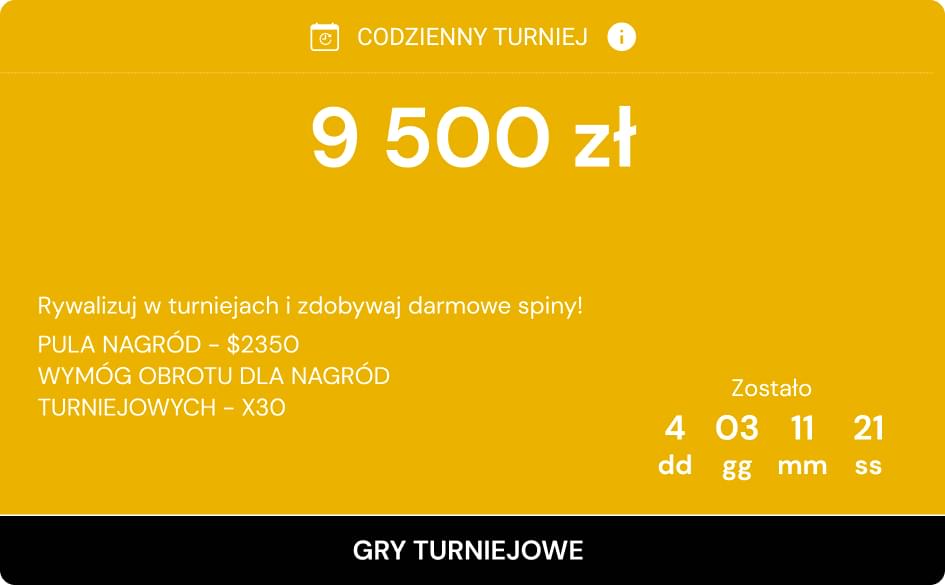 CODZIENNY TURNIEJ
9 500 zł
Rywalizuj w turniejach i zdobywaj darmowe spiny!
PULA NAGRÓD – $2350
WYMÓG OBROTU DLA NAGRÓD
TURNIEJOWYCH – X30
Zostało
4 03 11 21
dd gg mm ss
GRY TURNIEJOWE